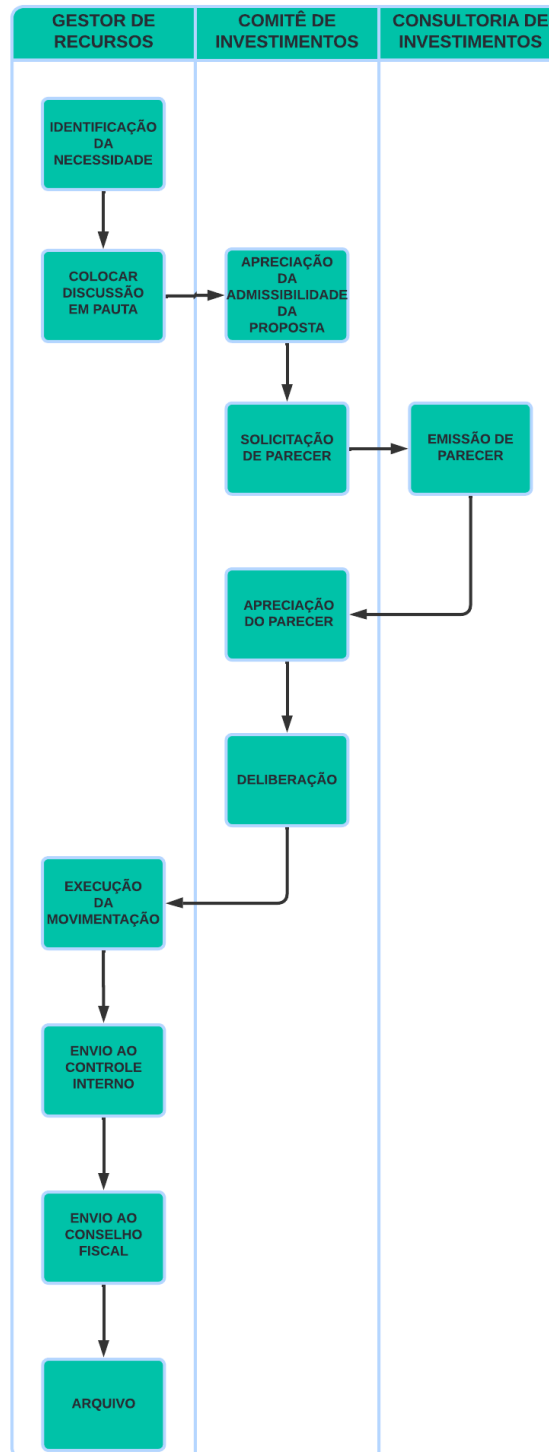 GESTOR DE
RECURSOS
COMITÊ DE
INVESTIMENTOS
CONSULTORIA DE
INVESTIMENTOS
IDENTIFICAÇÃO
DA
NECESSIDADE
COLOCAR
DISCUSSÃO
EM PAUTA
APRECIAÇÃO
DA
ADMISSIBILIDADE
DA
PROPOSTA
SOLICITAÇÃO
DE PARECER
EMISSÃO DE
PARECER
APRECIAÇÃO
DO PARECER
DELIBERAÇÃO
EXECUÇÃO
DA
MOVIMENTAÇÃO
ENVIO AO
CONTROLE
INTERNO
ENVIO AO
CONSELHO
FISCAL
ARQUIVO